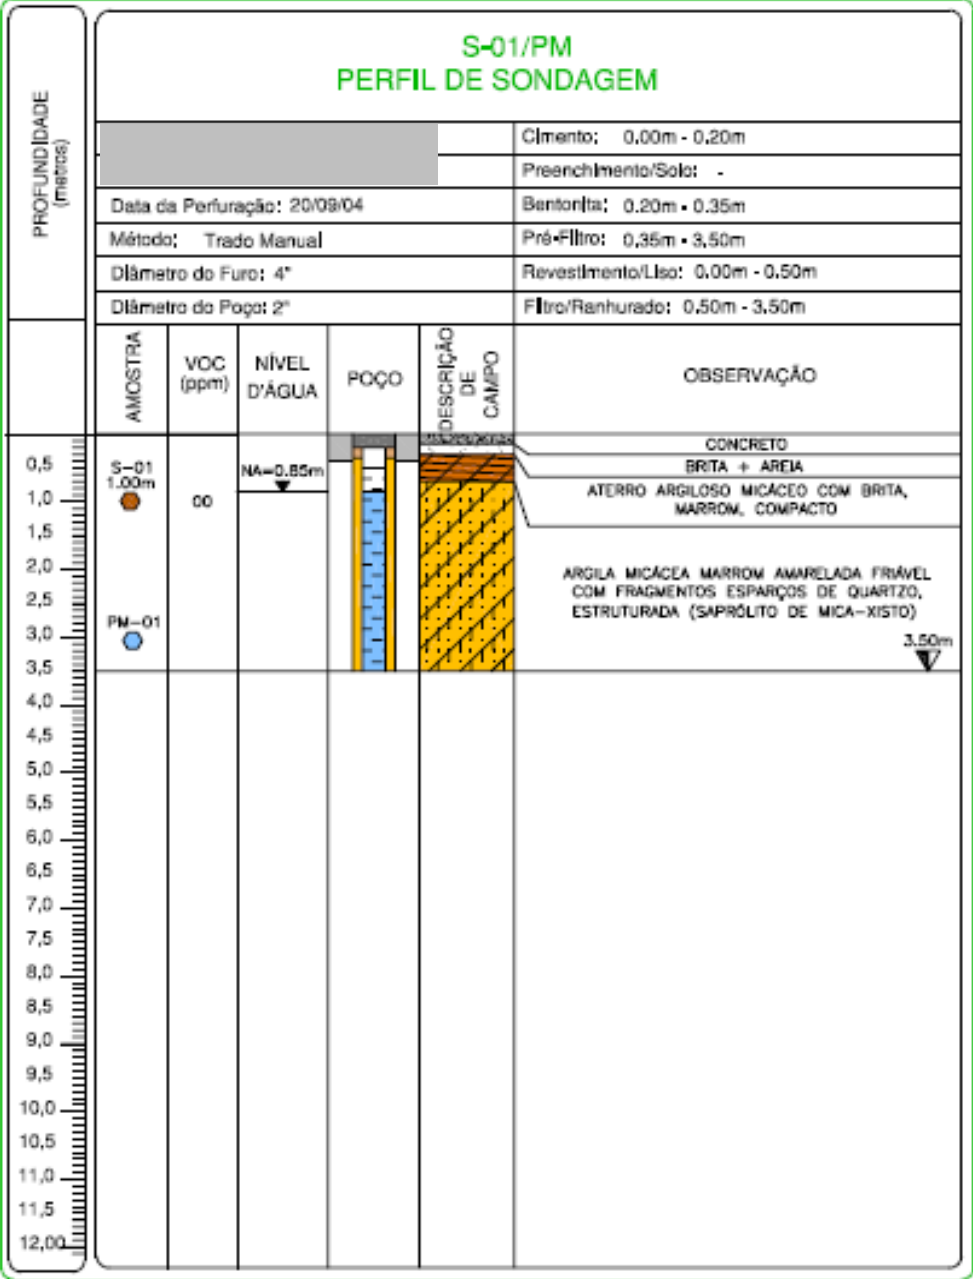 S-01/PM
PERFIL DE SONDAGEM
PROFUNDIDADE
(metros)
Cimento: 0.00m - 0.20m
Preenchimento/Solo: -
Data da Perfuração: 20/09/04
Bentonita: 0.20m - 0.35m
Método: Trado Manual
Pré-Filtro: 0.35m - 3.50m
Diâmetro do Furo: 4"
Revestimento/Liso: 0.00m - 0.50m
Diâmetro do Poço: 2"
Filtro/Ranhurado: 0.50m - 3.50m
AMOSTRA
VOC
(ppm)
NÍVEL
D'ÁGUA
POÇO
DESCRIÇÃO
DE
CAMPO
OBSERVAÇÃO
CONCRETO
BRITA + AREIA
ATERRO ARGILOSO MICÁCEO COM BRITA,
MARROM, COMPACTO
S-01
1.00m
00
NA=0.85m
ARGILA MICÁCEA MARROM AMARELADA FRIÁVEL
COM FRAGMENTOS ESPARÇOS DE QUARTZO,
ESTRUTURADA (SAPRÓLITO DE MICA-XISTO)
PM-01
3.50m
0,5
1,0
1,5
2,0
2,5
3,0
3,5
4,0
4,5
5,0
5,5
6,0
6,5
7,0
7,5
8,0
8,5
9,0
9,5
10,0
10,5
11,0
11,5
12,00